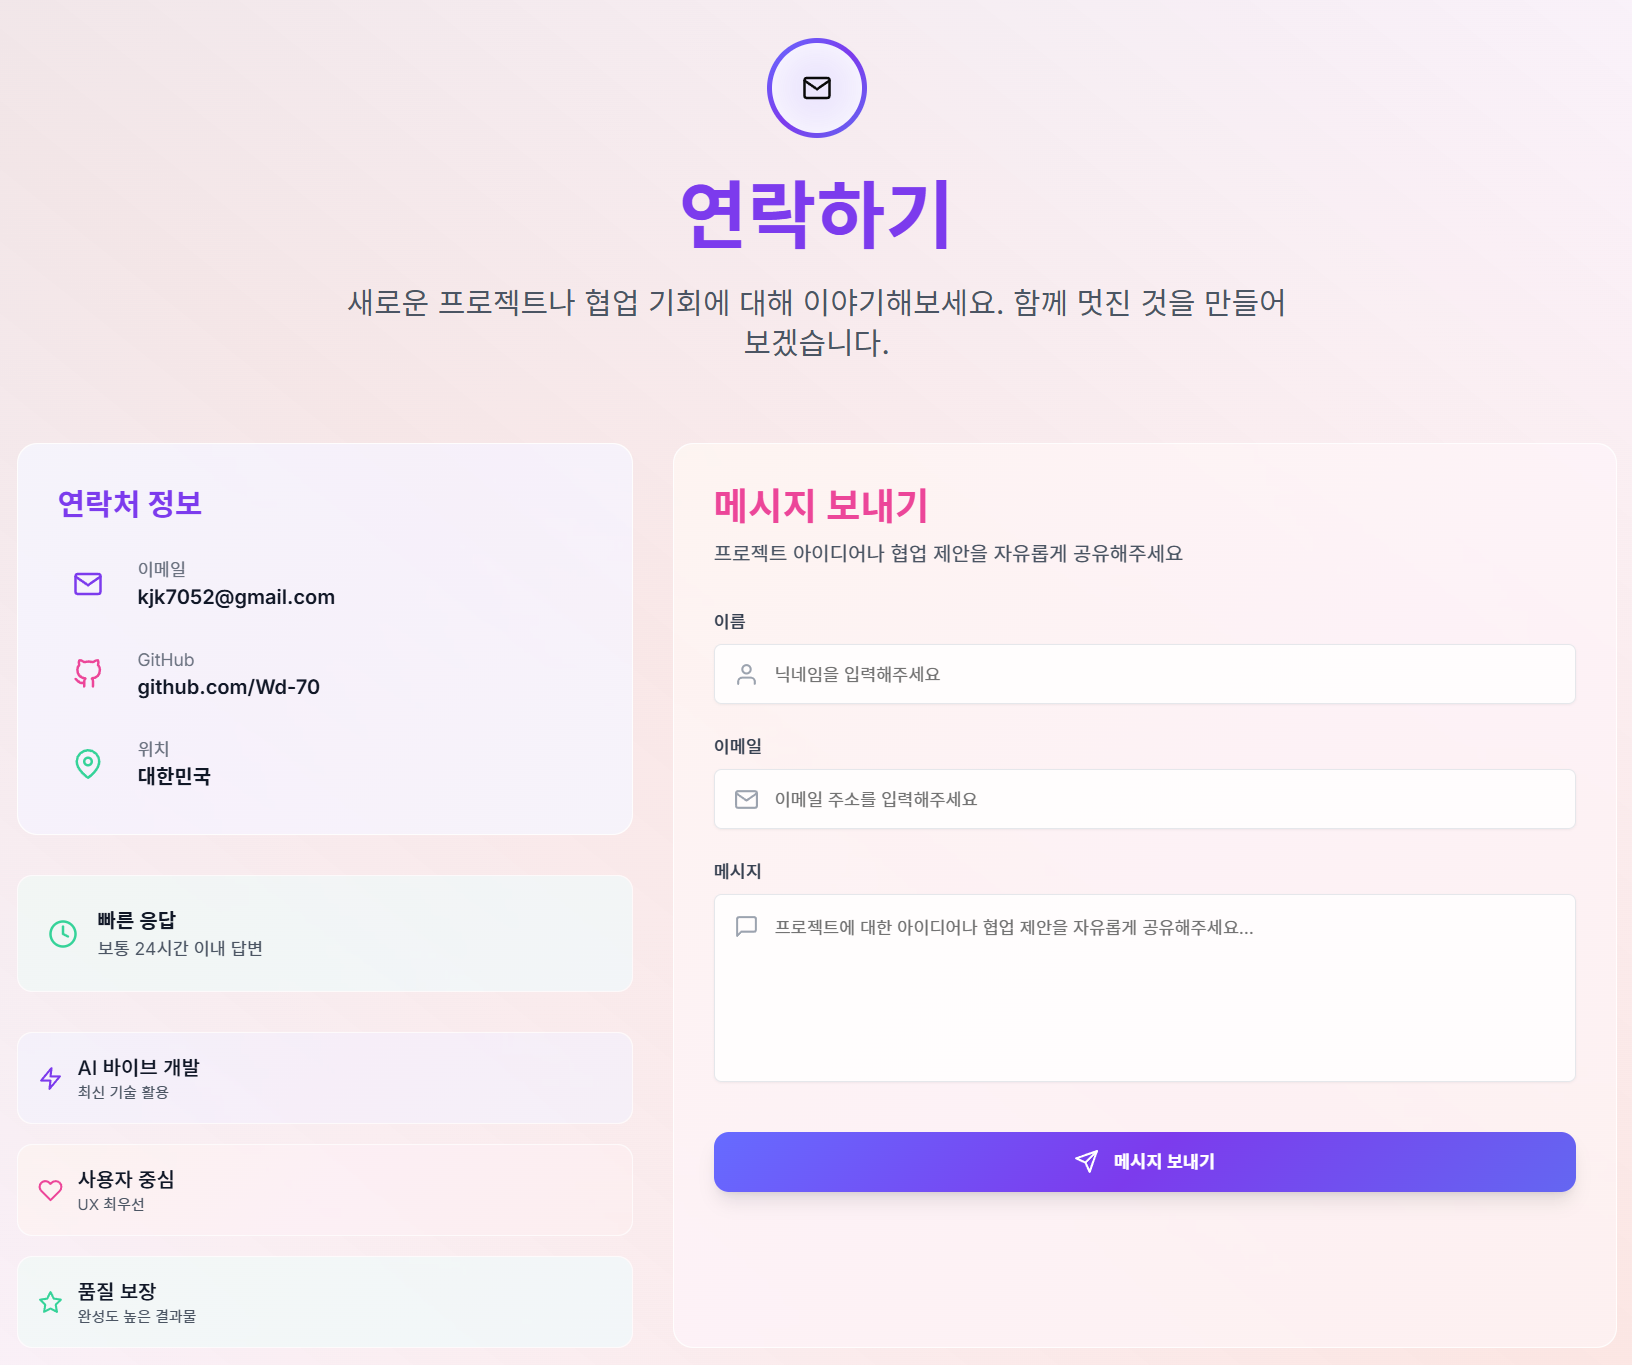 연락하기
새로운 프로젝트나 협업 기회에 대해 이야기해보세요. 함께 멋진 것을 만들어
보겠습니다.
연락처 정보
이메일
kjk7052@gmail.com
GitHub
github.com/Wd-70
위치
대한민국
빠른 응답
보통 24시간 이내 답변
AI 바이브 개발
최신 기술 활용
사용자 중심
UX 최우선
품질 보장
완성도 높은 결과물
메시지 보내기
프로젝트 아이디어나 협업 제안을 자유롭게 공유해주세요
이름
닉네임을 입력해주세요
이메일
이메일 주소를 입력해주세요
메시지
프로젝트에 대한 아이디어나 협업 제안을 자유롭게 공유해주세요...
메시지 보내기